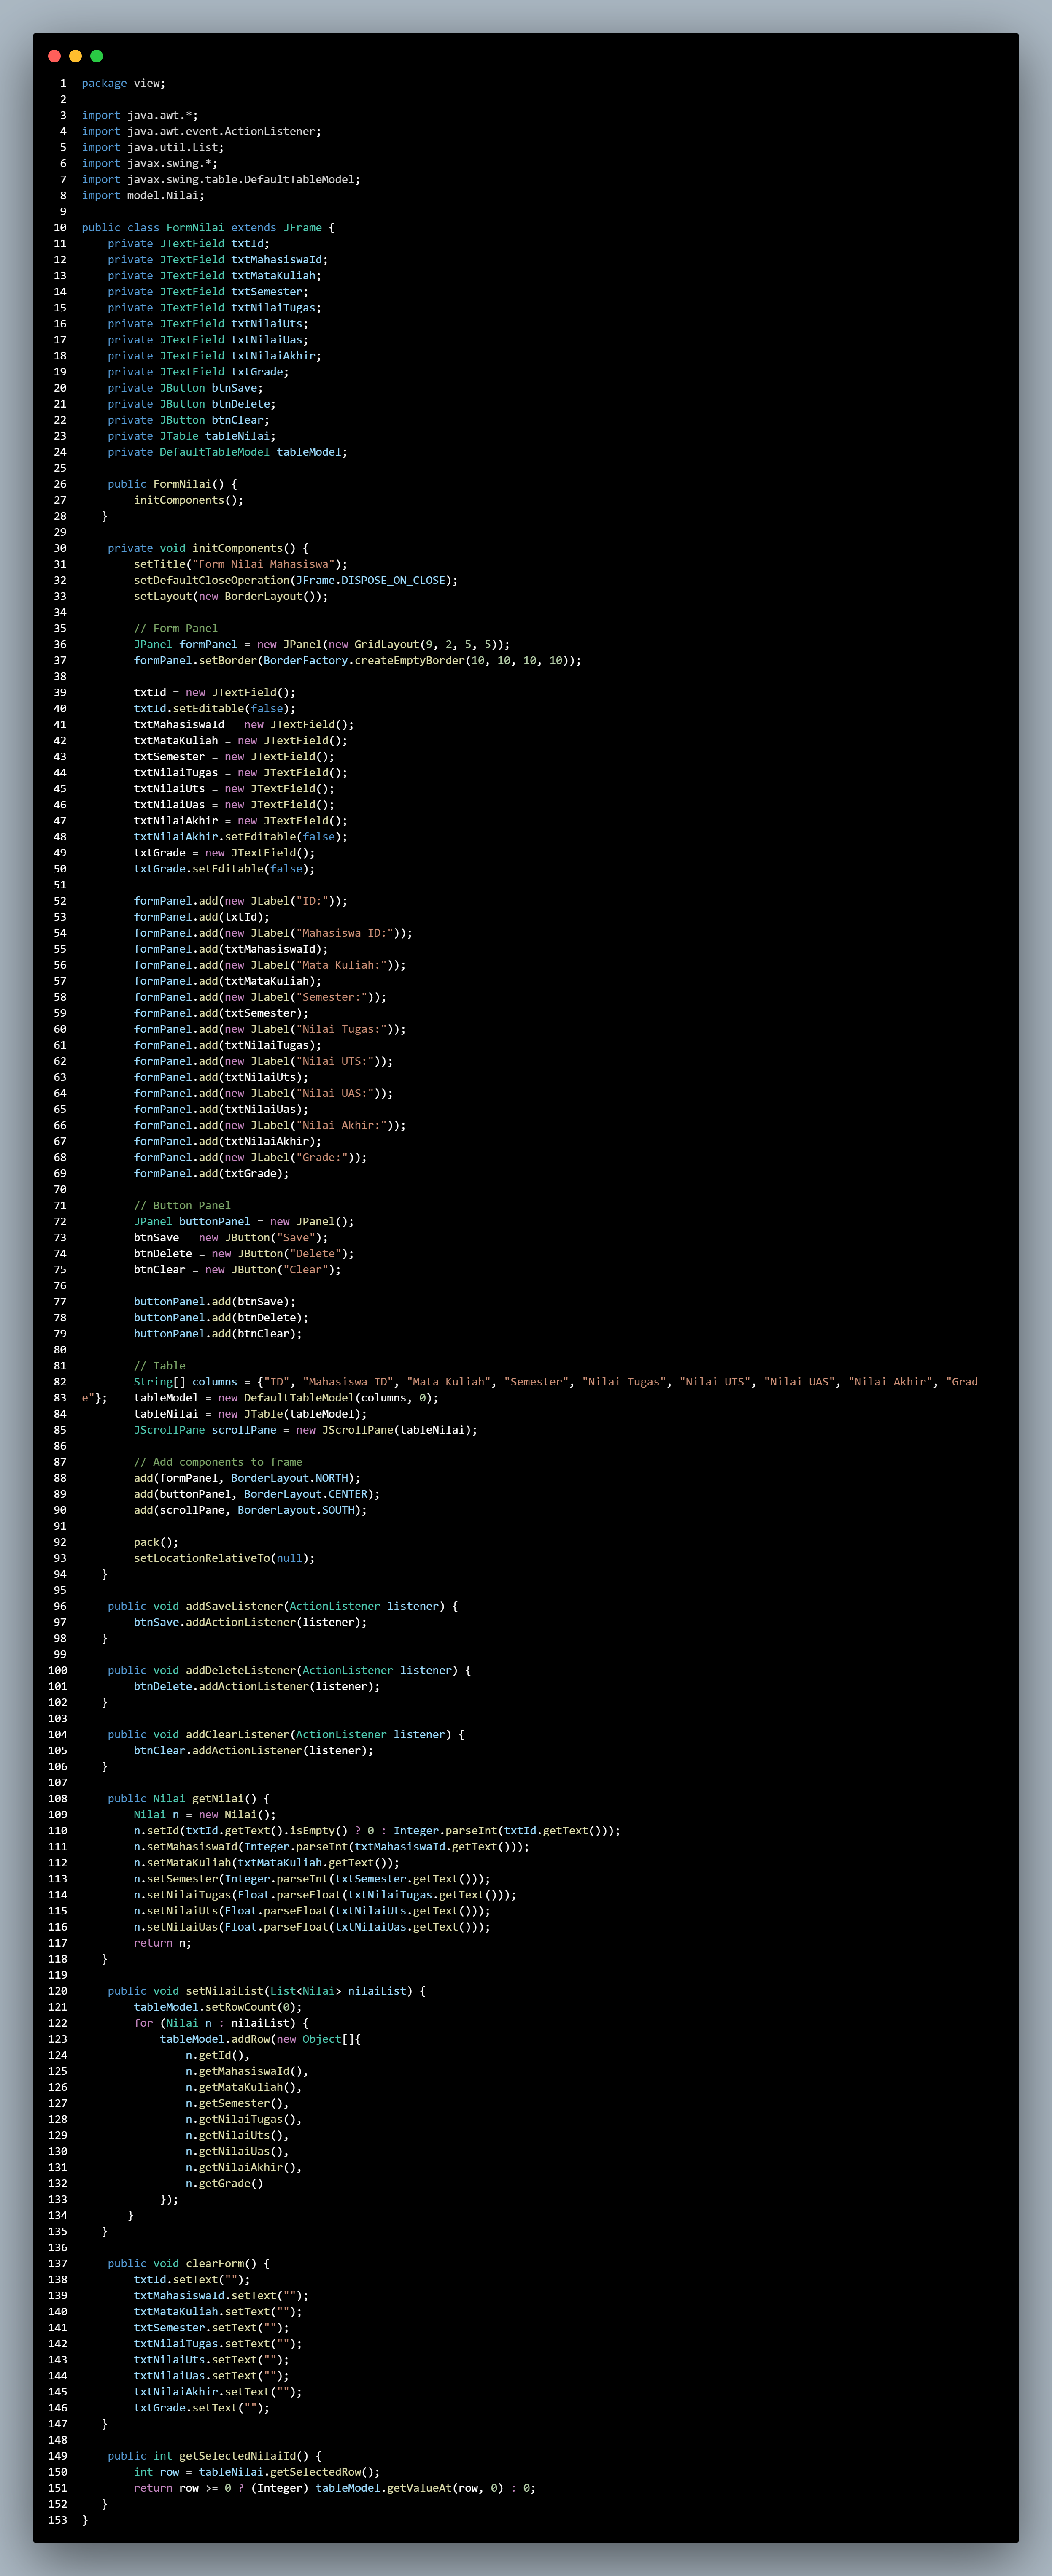 1 package view;
2
3 import java.awt.*;
4 import java.awt.event.ActionListener;
5 import java.util.List;
6 import javax.swing.*;
7 import javax.swing.table.DefaultTableModel;
8 import model.Nilai;
9
10 public class FormNilai extends JFrame {
11     private JTextField txtId;
12     private JTextField txtMahasiswaId;
13     private JTextField txtMataKuliah;
14     private JTextField txtSemester;
15     private JTextField txtNilaiTugas;
16     private JTextField txtNilaiUts;
17     private JTextField txtNilaiUas;
18     private JTextField txtNilaiAkhir;
19     private JTextField txtGrade;
20     private JButton btnSave;
21     private JButton btnDelete;
22     private JButton btnClear;
23     private JTable tableNilai;
24     private DefaultTableModel tableModel;
25
26     public FormNilai() {
27         initComponents();
28    }
29
30     private void initComponents() {
31         setTitle("Form Nilai Mahasiswa");
32         setDefaultCloseOperation(JFrame.DISPOSE_ON_CLOSE);
33         setLayout(new BorderLayout());
34
35         // Form Panel
36         JPanel formPanel = new JPanel(new GridLayout(9, 2, 5, 5));
37         formPanel.setBorder(BorderFactory.createEmptyBorder(10, 10, 10, 10));
38
39         txtId = new JTextField();
40         txtId.setEditable(false);
41         txtMahasiswaId = new JTextField();
42         txtMataKuliah = new JTextField();
43         txtSemester = new JTextField();
44         txtNilaiTugas = new JTextField();
45         txtNilaiUts = new JTextField();
46         txtNilaiUas = new JTextField();
47         txtNilaiAkhir = new JTextField();
48         txtNilaiAkhir.setEditable(false);
49         txtGrade = new JTextField();
50         txtGrade.setEditable(false);
51
52         formPanel.add(new JLabel("ID:"));
53         formPanel.add(txtId);
54         formPanel.add(new JLabel("Mahasiswa ID:"));
55         formPanel.add(txtMahasiswaId);
56         formPanel.add(new JLabel("Mata Kuliah:"));
57         formPanel.add(txtMataKuliah);
58         formPanel.add(new JLabel("Semester:"));
59         formPanel.add(txtSemester);
60         formPanel.add(new JLabel("Nilai Tugas:"));
61         formPanel.add(txtNilaiTugas);
62         formPanel.add(new JLabel("Nilai UTS:"));
63         formPanel.add(txtNilaiUts);
64         formPanel.add(new JLabel("Nilai UAS:"));
65         formPanel.add(txtNilaiUas);
66         formPanel.add(new JLabel("Nilai Akhir:"));
67         formPanel.add(txtNilaiAkhir);
68         formPanel.add(new JLabel("Grade:"));
69         formPanel.add(txtGrade);
70
71         // Button Panel
72         JPanel buttonPanel = new JPanel();
73         btnSave = new JButton("Save");
74         btnDelete = new JButton("Delete");
75         btnClear = new JButton("Clear");
76
77         buttonPanel.add(btnSave);
78         buttonPanel.add(btnDelete);
79         buttonPanel.add(btnClear);
80
81         // Table
82         String[] columns = {"ID", "Mahasiswa ID", "Mata Kuliah", "Semester", "Nilai Tugas", "Nilai UTS", "Nilai UAS", "Nilai Akhir", "Grad
83 e"};    tableModel = new DefaultTableModel(columns, 0);
84         tableNilai = new JTable(tableModel);
85         JScrollPane scrollPane = new JScrollPane(tableNilai);
86
87         // Add components to frame
88         add(formPanel, BorderLayout.NORTH);
89         add(buttonPanel, BorderLayout.CENTER);
90         add(scrollPane, BorderLayout.SOUTH);
91
92         pack();
93         setLocationRelativeTo(null);
94    }
95
96     public void addSaveListener(ActionListener listener) {
97         btnSave.addActionListener(listener);
98    }
99
100     public void addDeleteListener(ActionListener listener) {
101         btnDelete.addActionListener(listener);
102    }
103
104     public void addClearListener(ActionListener listener) {
105         btnClear.addActionListener(listener);
106    }
107
108     public Nilai getNilai() {
109         Nilai n = new Nilai();
110         n.setId(txtId.getText().isEmpty() ? 0 : Integer.parseInt(txtId.getText()));
111         n.setMahasiswaId(Integer.parseInt(txtMahasiswaId.getText()));
112         n.setMataKuliah(txtMataKuliah.getText());
113         n.setSemester(Integer.parseInt(txtSemester.getText()));
114         n.setNilaiTugas(Float.parseFloat(txtNilaiTugas.getText()));
115         n.setNilaiUts(Float.parseFloat(txtNilaiUts.getText()));
116         n.setNilaiUas(Float.parseFloat(txtNilaiUas.getText()));
117         return n;
118    }
119
120     public void setNilaiList(List<Nilai> nilaiList) {
121         tableModel.setRowCount(0);
122         for (Nilai n : nilaiList) {
123             tableModel.addRow(new Object[]{
124                 n.getId(),
125                 n.getMahasiswaId(),
126                 n.getMataKuliah(),
127                 n.getSemester(),
128                 n.getNilaiTugas(),
129                 n.getNilaiUts(),
130                 n.getNilaiUas(),
131                 n.getNilaiAkhir(),
132                 n.getGrade()
133             });
134        }
135    }
136
137     public void clearForm() {
138         txtId.setText("");
139         txtMahasiswaId.setText("");
140         txtMataKuliah.setText("");
141         txtSemester.setText("");
142         txtNilaiTugas.setText("");
143         txtNilaiUts.setText("");
144         txtNilaiUas.setText("");
145         txtNilaiAkhir.setText("");
146         txtGrade.setText("");
147    }
148
149     public int getSelectedNilaiId() {
150         int row = tableNilai.getSelectedRow();
151         return row >= 0 ? (Integer) tableModel.getValueAt(row, 0) : 0;
152    }
153 }